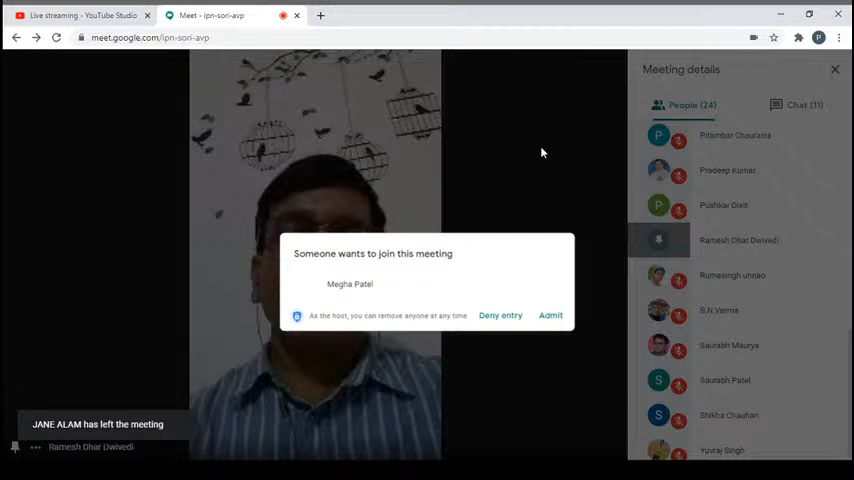 Live streaming - YouTube Studio
Meet - ipn-sori-avp
meet.google.com/ipn-sori-avp
P
Meeting details
People (24)
Chat (11)
P
Pitambar Chaurasia
Pradeep Kumar
P
Pushkar Dixit
Ramesh Dhar Dwivedi
Rumasingh unnao
S.N.Verma
Saurabh Maurya
S
Saurabh Patel
S
Shikha Chauhan
Yuvraj Singh
Someone wants to join this meeting
Megha Patel
As the host, you can remove anyone at any time
Deny entry
Admit
JANE ALAM has left the meeting
Ramesh Dhar Dwivedi